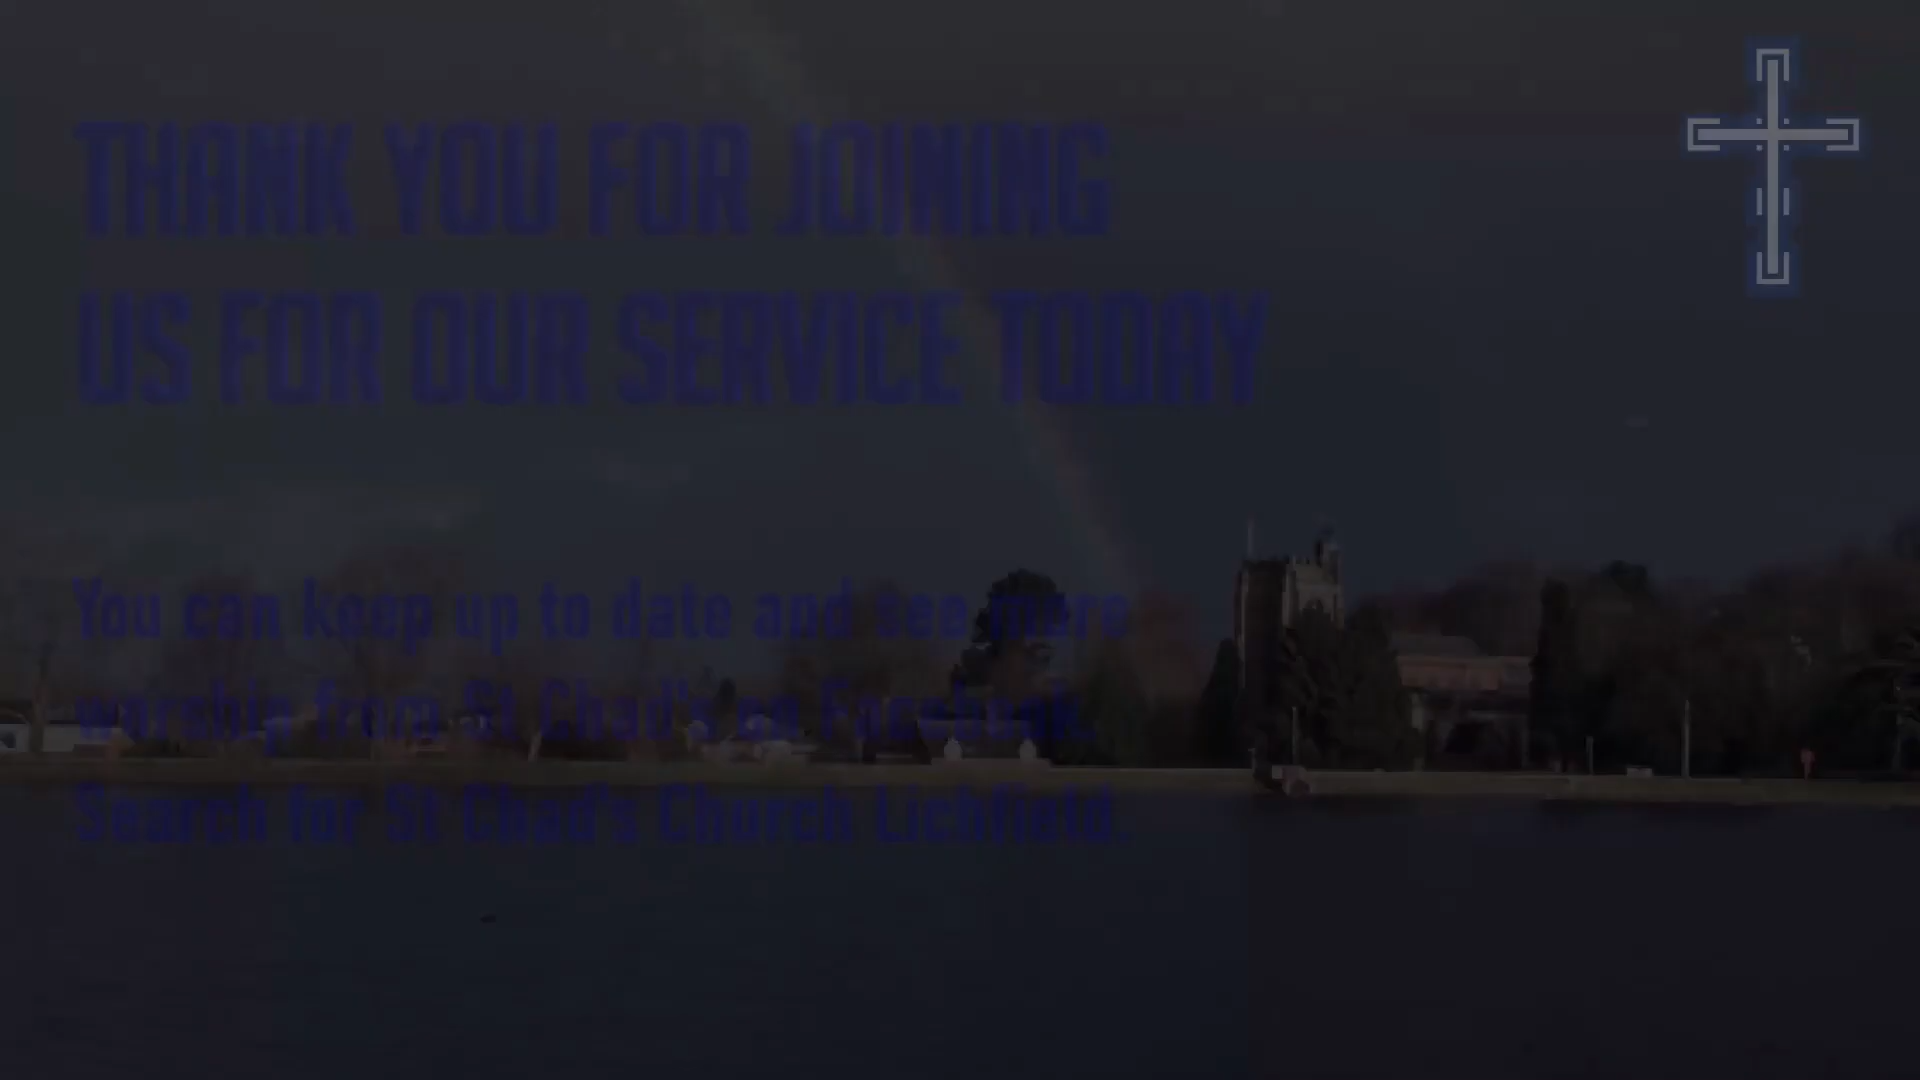 THANK YOU FOR JOINING
US FOR OUR SERVICE TODAY
You can keep up to date and see more
worship from St Chad's on Facebook.
Search for St Chad's Church Lichfield.